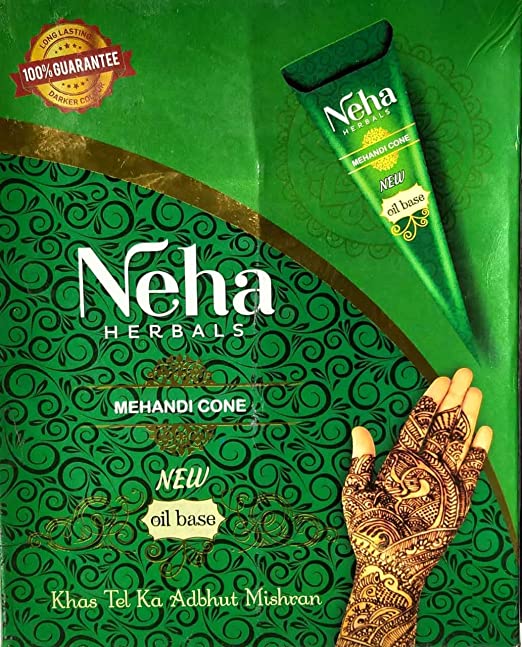 LONG LASTING
100% GUARANTEE
DARKER COLOUR
Neha
HERBALS
MEHANDI CONE
NEW
oil base
Neha
HERBALS
MEHANDI CONE
NEW
oil base
Khas Tel Ka Adbhut Mishran